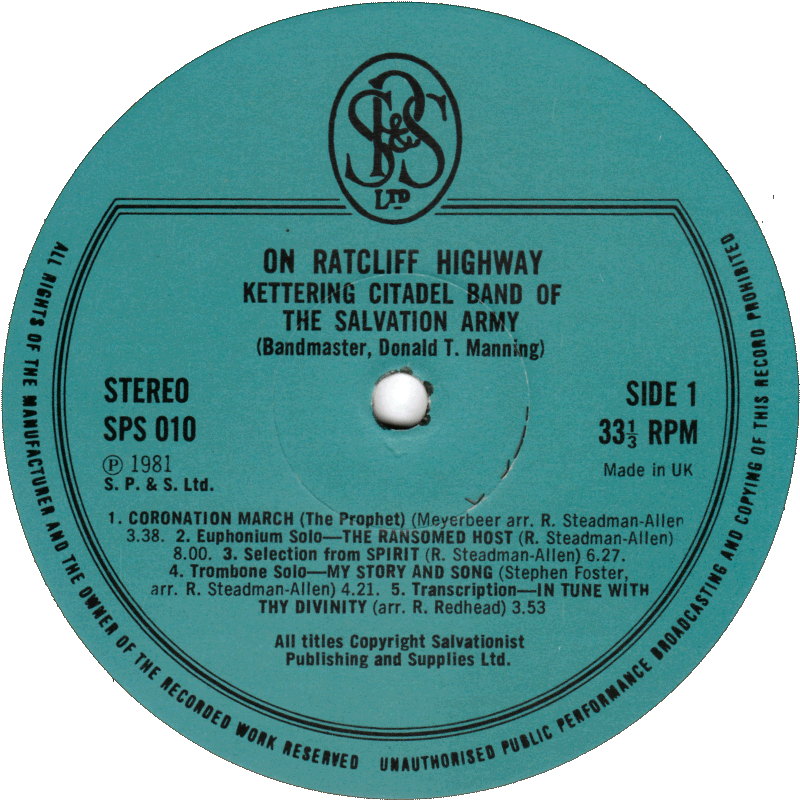 SP&S
LTD
ON RATCLIFF HIGHWAY
KETTERING CITADEL BAND OF
THE SALVATION ARMY
(Bandmaster, Donald T. Manning)
STEREO
SPS 010
℗ 1981
S. P. & S. Ltd.
SIDE 1
33⅓ RPM
Made in UK
1. CORONATION MARCH (The Prophet) (Meyerbeer arr. R. Steadman-Allen
3.38. 2. Euphonium Solo—THE RANSOMED HOST (R. Steadman-Allen)
8.00. 3. Selection from SPIRIT (R. Steadman-Allen) 6.27.
4. Trombone Solo—MY STORY AND SONG (Stephen Foster,
arr. R. Steadman-Allen) 4.21. 5. Transcription—IN TUNE WITH
THY DIVINITY (arr. R. Redhead) 3.53
All titles Copyright Salvationist
Publishing and Supplies Ltd.
ALL RIGHTS OF THE MANUFACTURER AND THE OWNER OF THE RECORDED WORK RESERVED UNAUTHORISED PUBLIC PERFORMANCE BROADCASTING AND COPYING OF THIS RECORD PROHIBITED